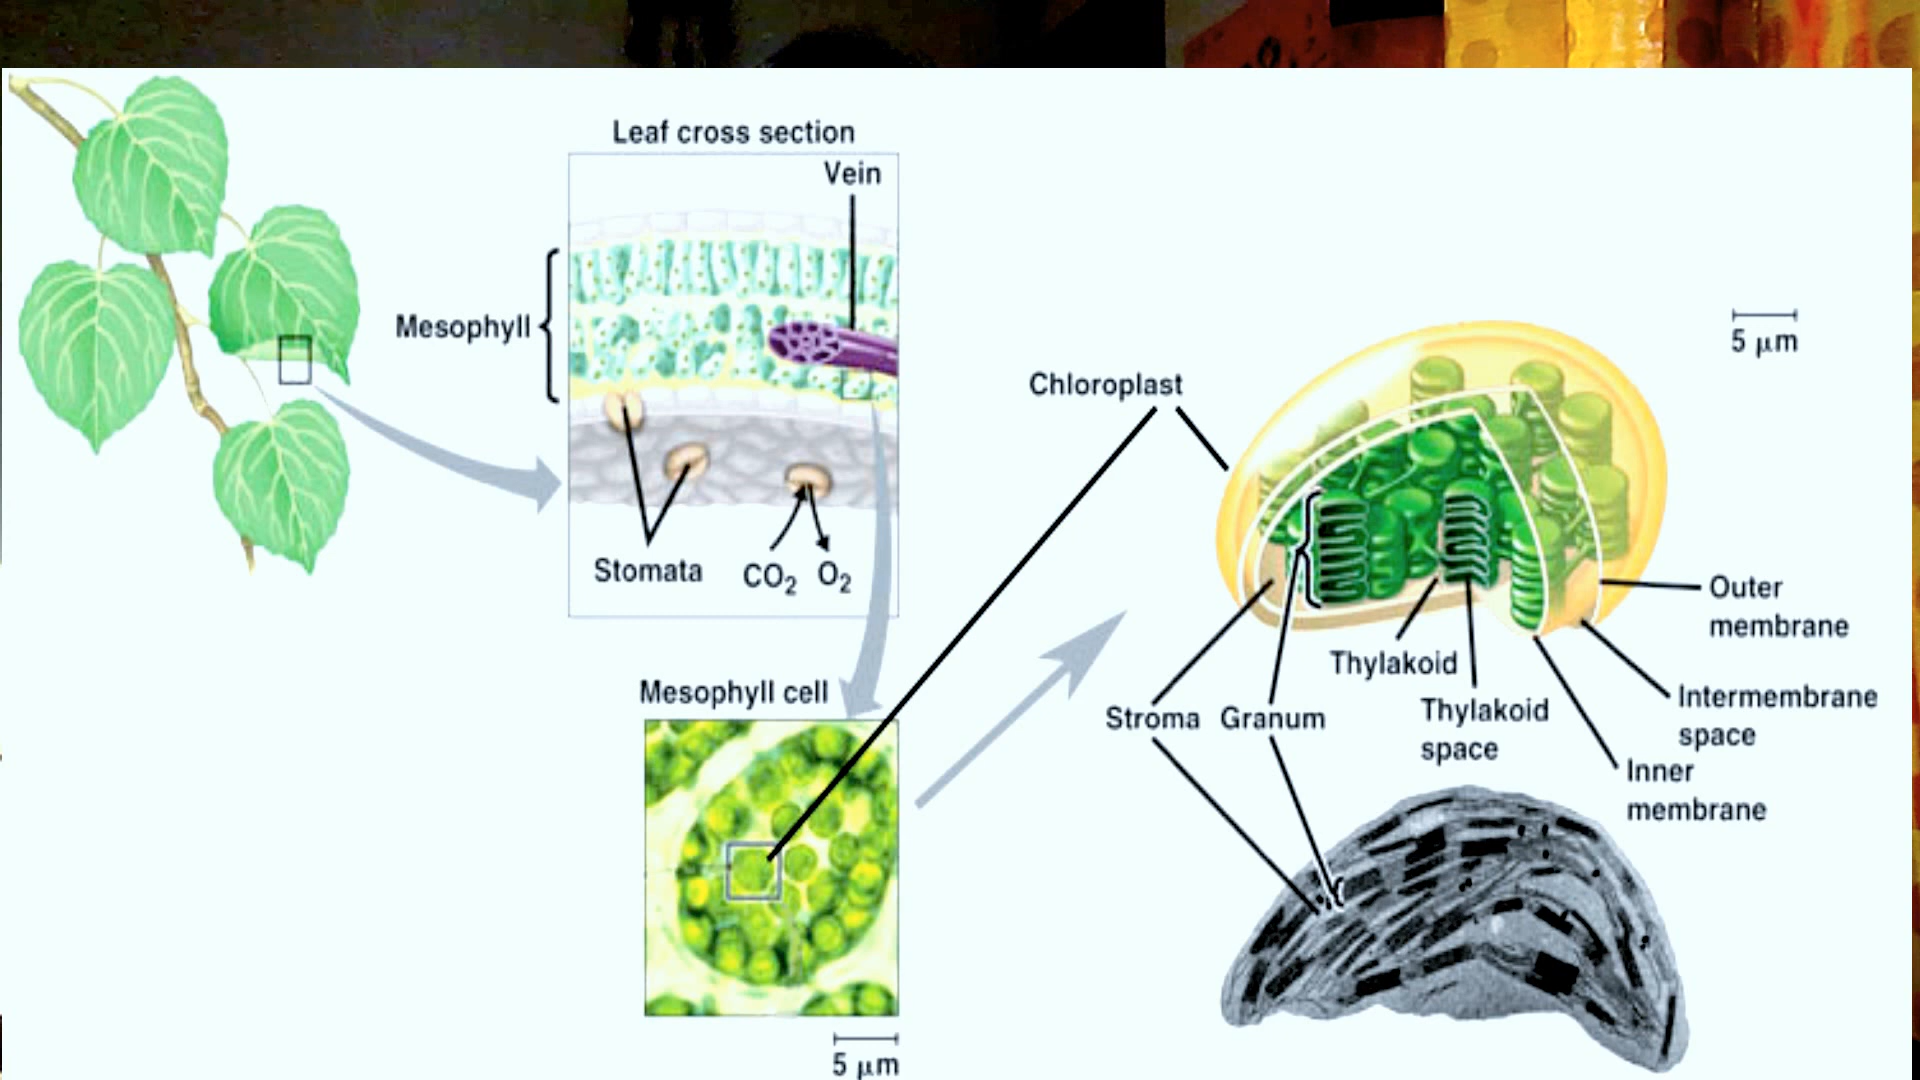 Leaf cross section
Vein
Mesophyll
Stomata
CO2 O2
Mesophyll cell
5 μm
Chloroplast
5 μm
Outer
membrane
Thylakoid
Intermembrane
space
Stroma Granum
Thylakoid
space
Inner
membrane